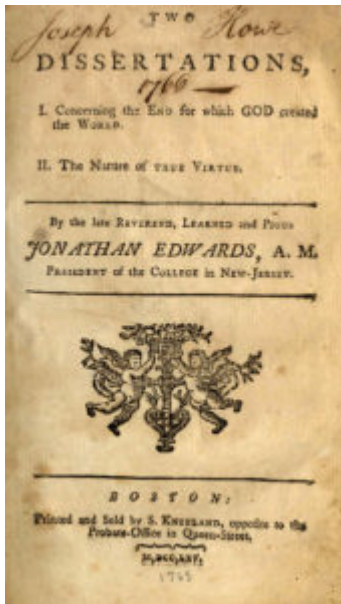 TWO
Joseph Howe
DISSERTATIONS,
1766 —
I. Concerning the END for which GOD created
the WORLD.
II. The Nature of TRUE VIRTUE.
By the late REVEREND, LEARNED and PIOUS
JONATHAN EDWARDS, A. M.
PRESIDENT of the COLLEGE in NEW-JERSEY.
BOSTON:
Printed and Sold by S. KNEELAND, opposite to the
Probate-Office in Queen-Street.
M,DCC,LXV.
1765